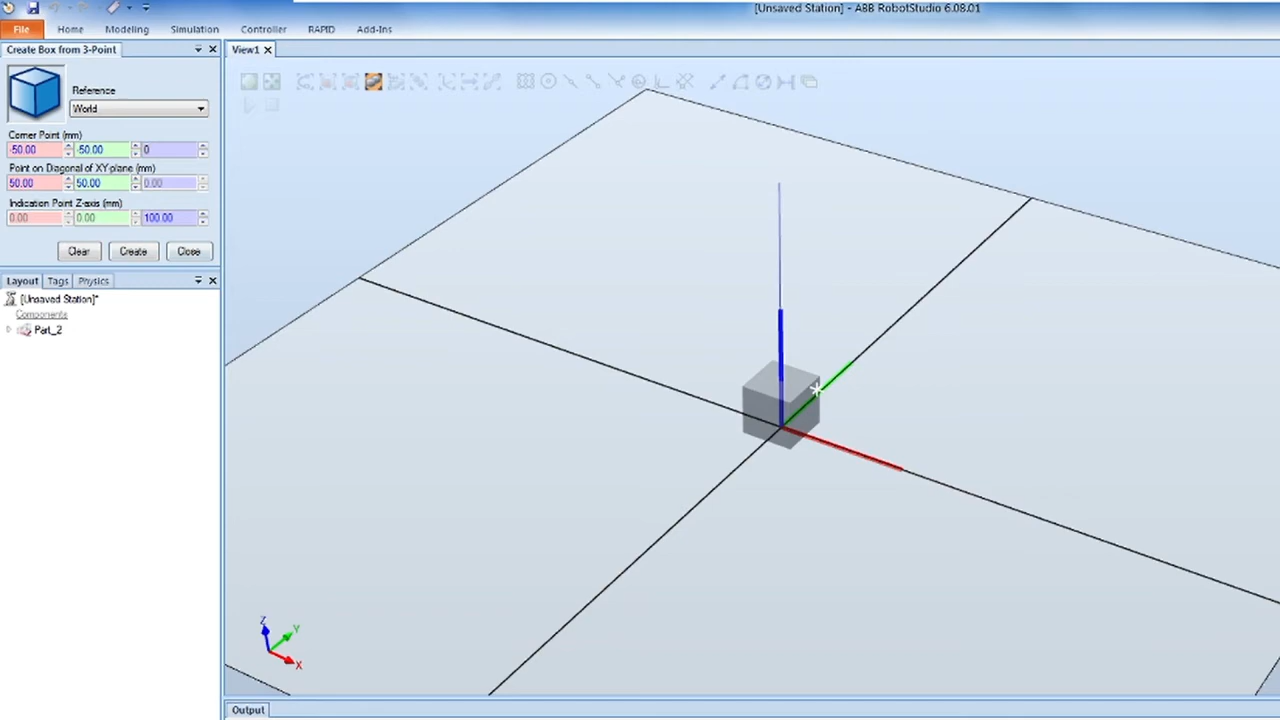 [Unsaved Station] - ABB RobotStudio 6.08.01
File Home Modeling Simulation Controller RAPID Add-Ins
Create Box from 3-Point
View1
Reference
World
Corner Point (mm)
-50.00 -50.00 0
Point on Diagonal of XY-plane (mm)
50.00 50.00 0.00
Indication Point Z-axis (mm)
0.00 0.00 100.00
Clear Create Close
Layout Tags Physics
[Unsaved Station]*
Components
Part_2
Z
Y
X
Output